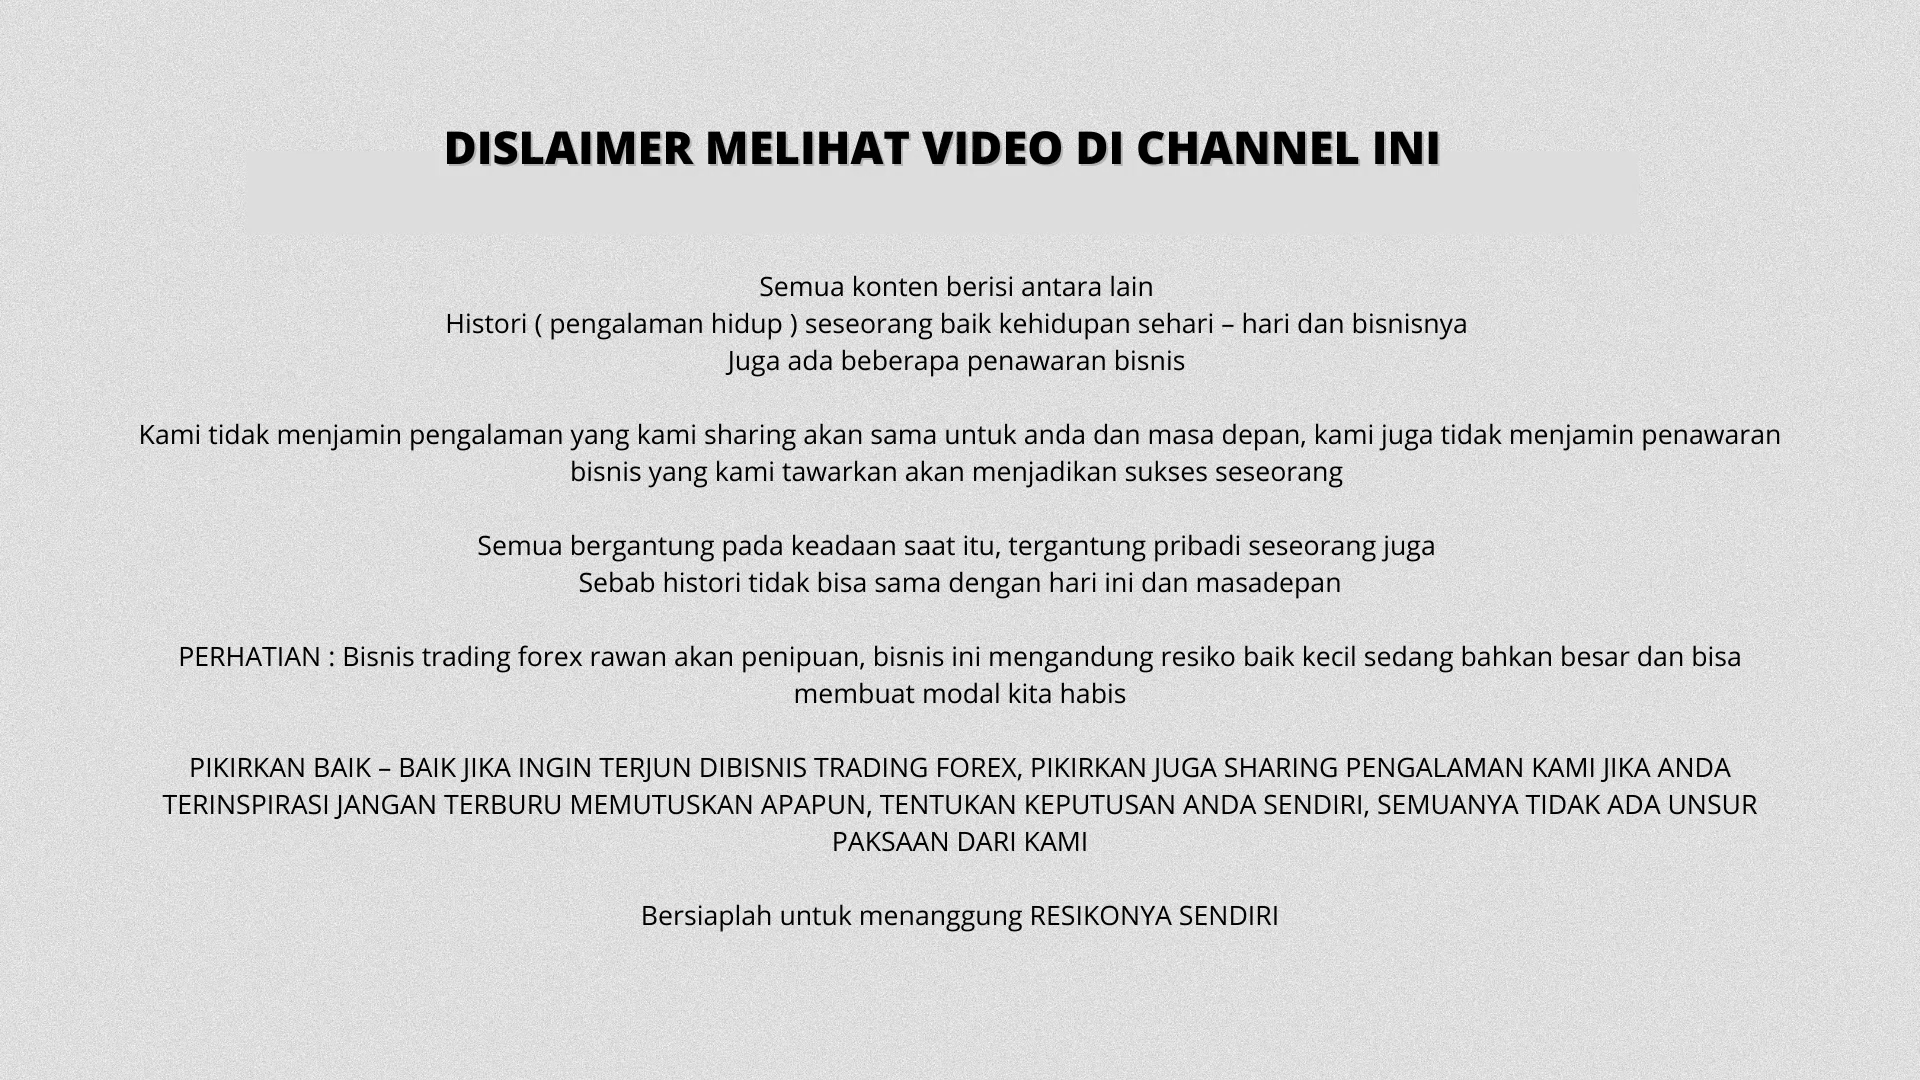 DISLAIMER MELIHAT VIDEO DI CHANNEL INI
Semua konten berisi antara lain
Histori ( pengalaman hidup ) seseorang baik kehidupan sehari – hari dan bisnisnya
Juga ada beberapa penawaran bisnis
Kami tidak menjamin pengalaman yang kami sharing akan sama untuk anda dan masa depan, kami juga tidak menjamin penawaran
bisnis yang kami tawarkan akan menjadikan sukses seseorang
Semua bergantung pada keadaan saat itu, tergantung pribadi seseorang juga
Sebab histori tidak bisa sama dengan hari ini dan masadepan
PERHATIAN : Bisnis trading forex rawan akan penipuan, bisnis ini mengandung resiko baik kecil sedang bahkan besar dan bisa
membuat modal kita habis
PIKIRKAN BAIK – BAIK JIKA INGIN TERJUN DIBISNIS TRADING FOREX, PIKIRKAN JUGA SHARING PENGALAMAN KAMI JIKA ANDA
TERINSPIRASI JANGAN TERBURU MEMUTUSKAN APAPUN, TENTUKAN KEPUTUSAN ANDA SENDIRI, SEMUANYA TIDAK ADA UNSUR
PAKSAAN DARI KAMI
Bersiaplah untuk menanggung RESIKONYA SENDIRI